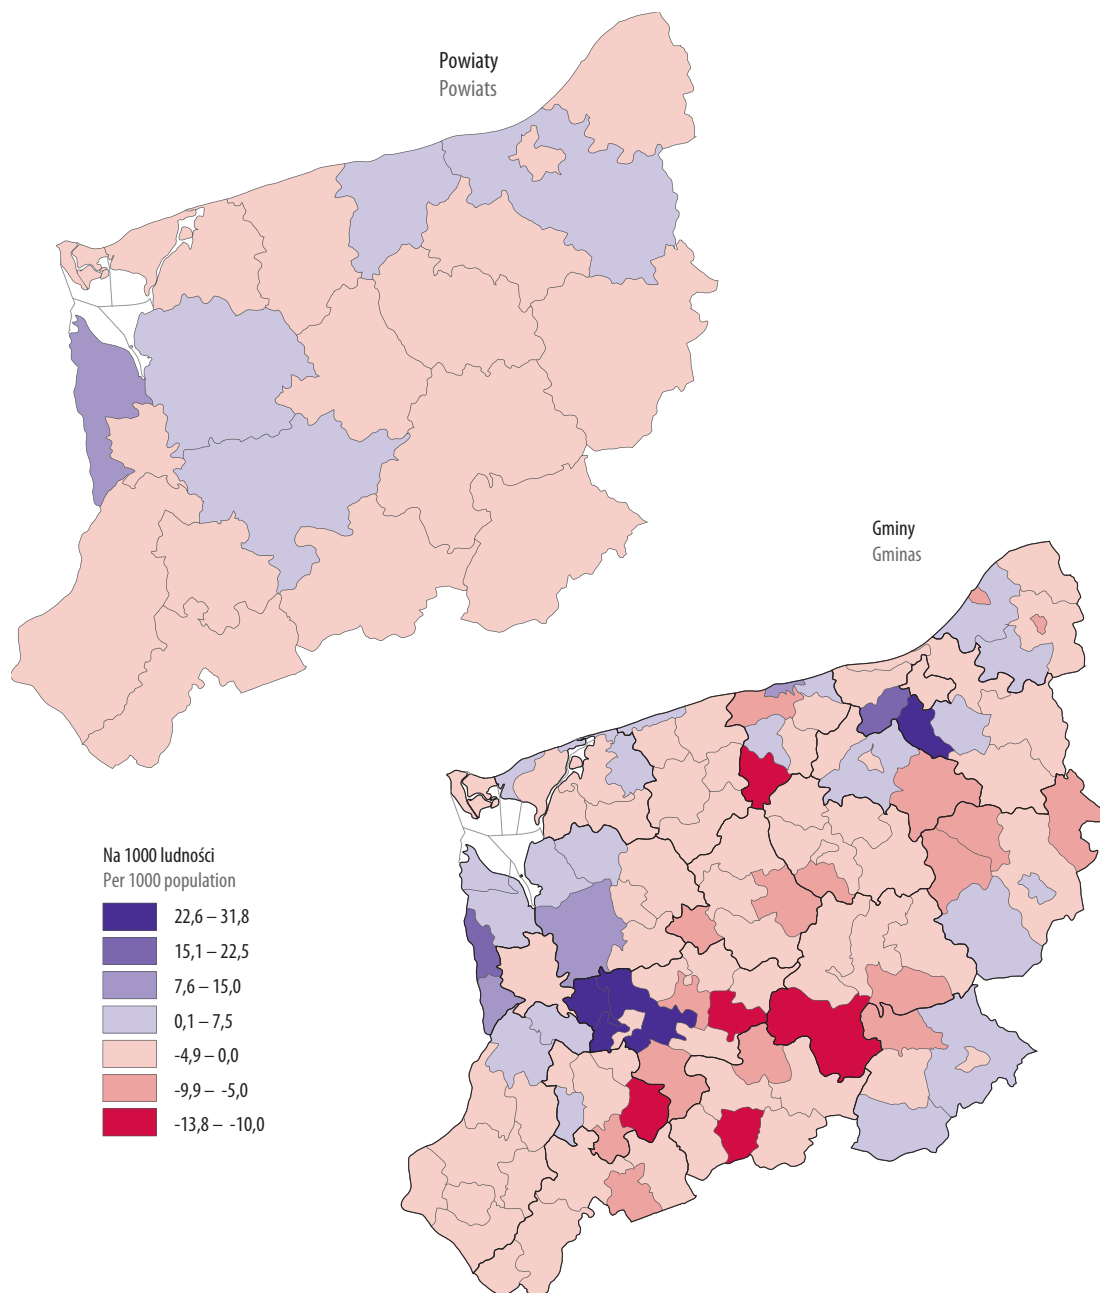 Powiaty
Powiats
Gminy
Gminas
Na 1000 ludności
Per 1000 population
22,6 – 31,8
15,1 – 22,5
7,6 – 15,0
0,1 – 7,5
-4,9 – 0,0
-9,9 – -5,0
-13,8 – -10,0